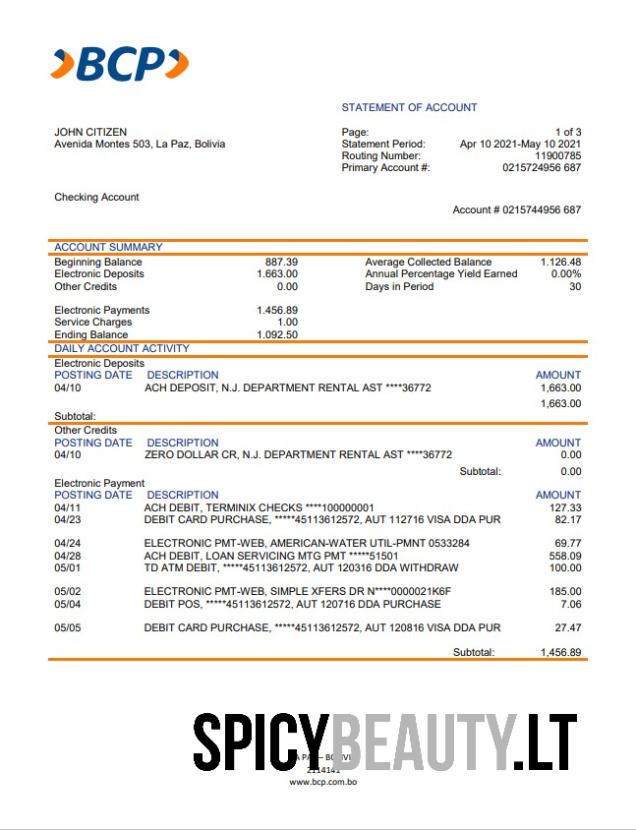 BCP
STATEMENT OF ACCOUNT
JOHN CITIZEN
Avenida Montes 503, La Paz, Bolivia
Page: 1 of 3
Statement Period: Apr 10 2021-May 10 2021
Routing Number: 11900785
Primary Account #: 0215724956 687
Checking Account
Account # 0215744956 687
ACCOUNT SUMMARY
Beginning Balance 887.39 Average Collected Balance 1.126.48
Electronic Deposits 1.663.00 Annual Percentage Yield Earned 0.00%
Other Credits 0.00 Days in Period 30
Electronic Payments 1.456.89
Service Charges 1.00
Ending Balance 1.092.50
DAILY ACCOUNT ACTIVITY
Electronic Deposits
POSTING DATE DESCRIPTION AMOUNT
04/10 ACH DEPOSIT, N.J. DEPARTMENT RENTAL AST ****36772 1,663.00
1,663.00
Subtotal:
Other Credits
POSTING DATE DESCRIPTION AMOUNT
04/10 ZERO DOLLAR CR, N.J. DEPARTMENT RENTAL AST ****36772 0.00
Subtotal: 0.00
Electronic Payment
POSTING DATE DESCRIPTION AMOUNT
04/11 ACH DEBIT, TERMINIX CHECKS ****100000001 127.33
04/23 DEBIT CARD PURCHASE, *****45113612572, AUT 112716 VISA DDA PUR 82.17
04/24 ELECTRONIC PMT-WEB, AMERICAN-WATER UTIL-PMNT 0533284 69.77
04/28 ACH DEBIT, LOAN SERVICING MTG PMT *****51501 558.09
05/01 TD ATM DEBIT, *****45113612572, AUT 120316 DDA WITHDRAW 100.00
05/02 ELECTRONIC PMT-WEB, SIMPLE XFERS DR N****0000021K6F 185.00
05/04 DEBIT POS, *****45113612572, AUT 120716 DDA PURCHASE 7.06
05/05 DEBIT CARD PURCHASE, *****45113612572, AUT 120816 VISA DDA PUR 27.47
Subtotal: 1,456.89
SPICYBEAUTY.LT
2114141
www.bcp.com.bo